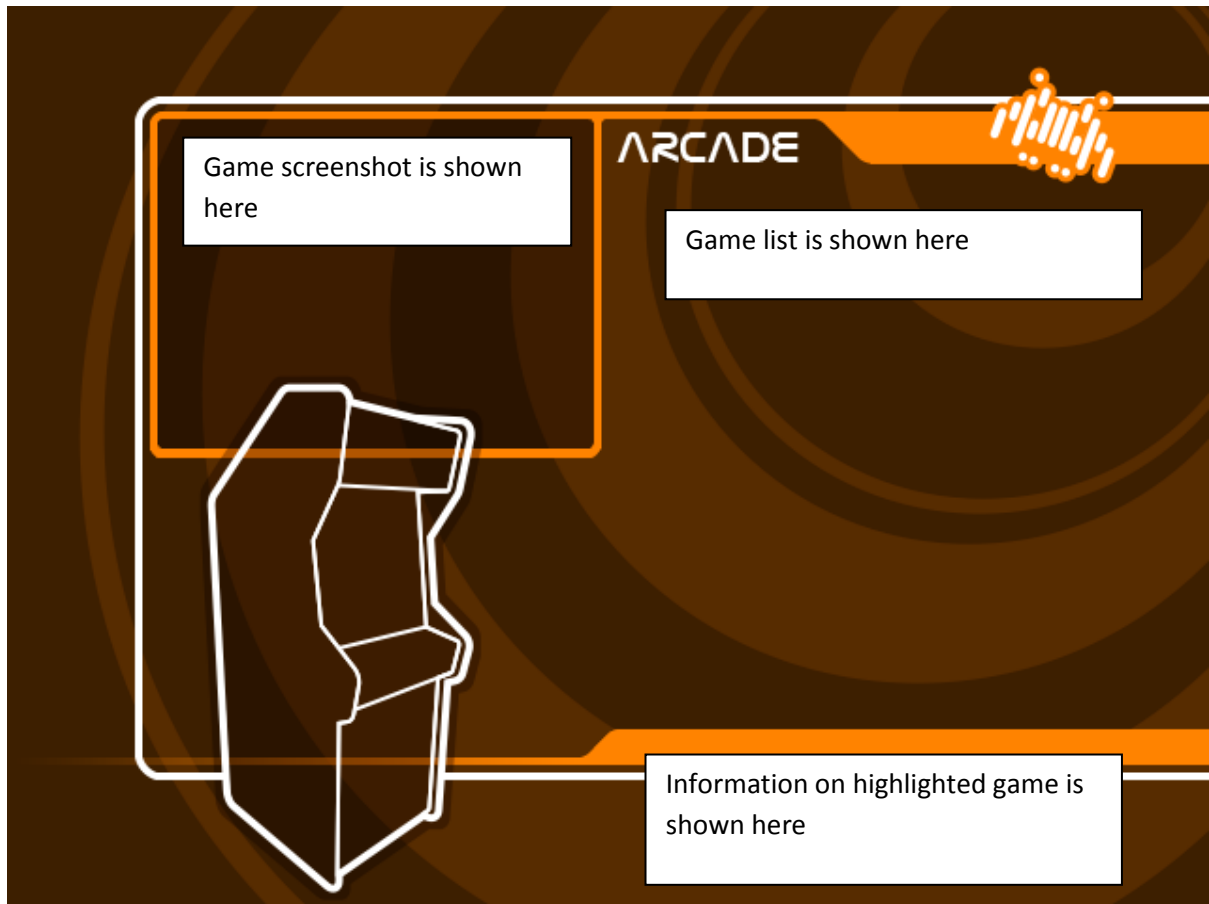 Game screenshot is shown
here
ARCADE
Game list is shown here
Information on highlighted game is
shown here